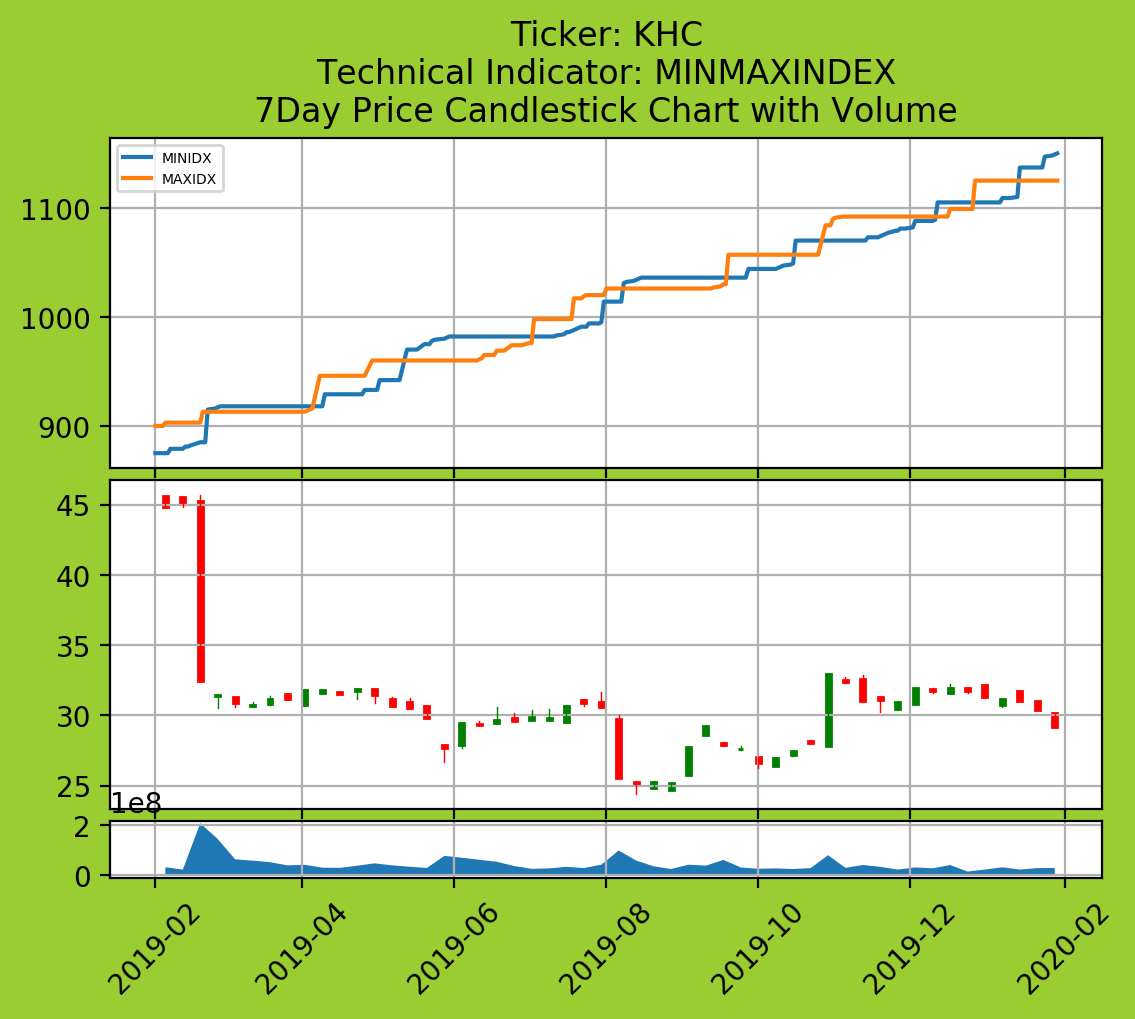 Ticker: KHC
Technical Indicator: MINMAXINDEX
7Day Price Candlestick Chart with Volume
MINIDX
MAXIDX
1100
1000
900
45
40
35
30
25
1e8
2
0
2019-02
2019-04
2019-06
2019-08
2019-10
2019-12
2020-02